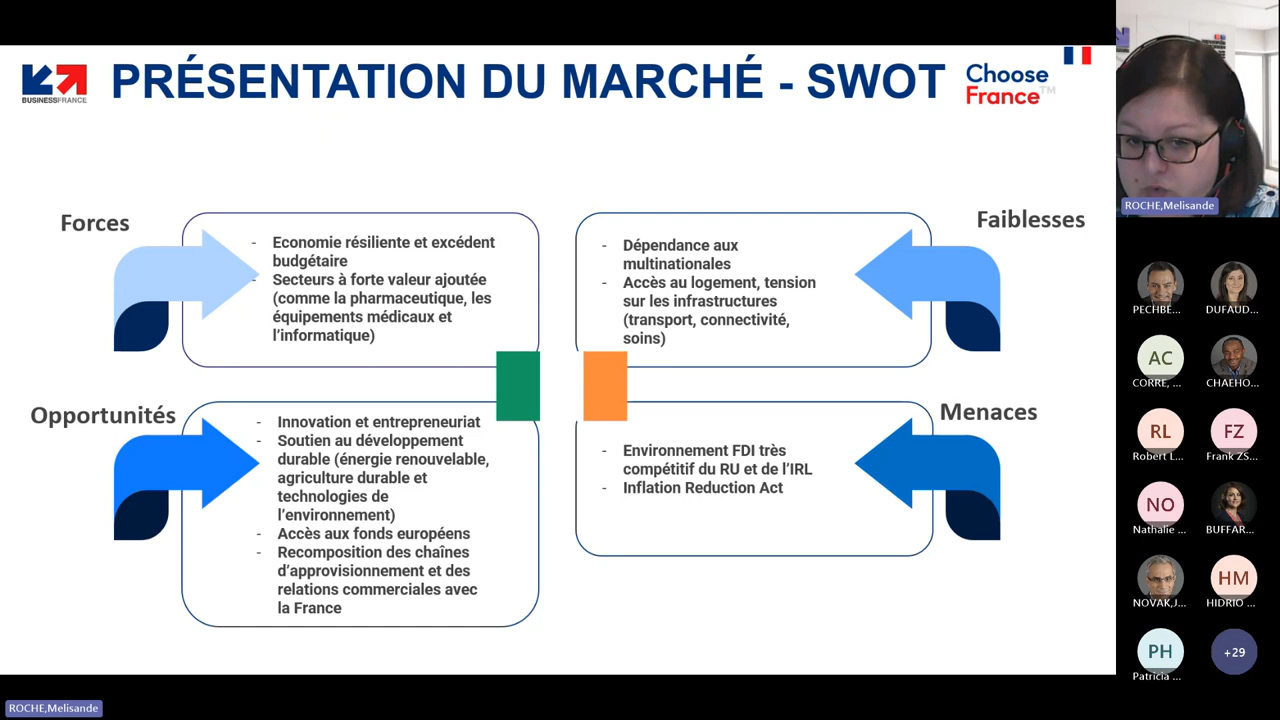 PRÉSENTATION DU MARCHÉ - SWOT
BUSINESSFRANCE
Choose
France™
Forces
- Economie résiliente et excédent
budgétaire
- Secteurs à forte valeur ajoutée
(comme la pharmaceutique, les
équipements médicaux et
l'informatique)
Faiblesses
- Dépendance aux
multinationales
- Accès au logement, tension
sur les infrastructures
(transport, connectivité,
soins)
Opportunités
- Innovation et entrepreneuriat
- Soutien au développement
durable (énergie renouvelable,
agriculture durable et
technologies de
l'environnement)
- Accès aux fonds européens
- Recomposition des chaînes
d'approvisionnement et des
relations commerciales avec
la France
Menaces
- Environnement FDI très
compétitif du RU et de l'IRL
- Inflation Reduction Act
ROCHE,Melisande
PECHBE...
DUFAUD...
AC
CORRE, ...
CHAEHO...
RL
Robert L...
FZ
Frank ZS...
NO
Nathalie ...
BUFFAR...
NOVAK,J...
HM
HIDRIO ...
PH
Patricia ...
+29
ROCHE,Melisande